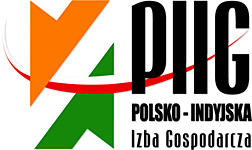 PIIG
POLSKO - INDYJSKA
Izba Gospodarcza